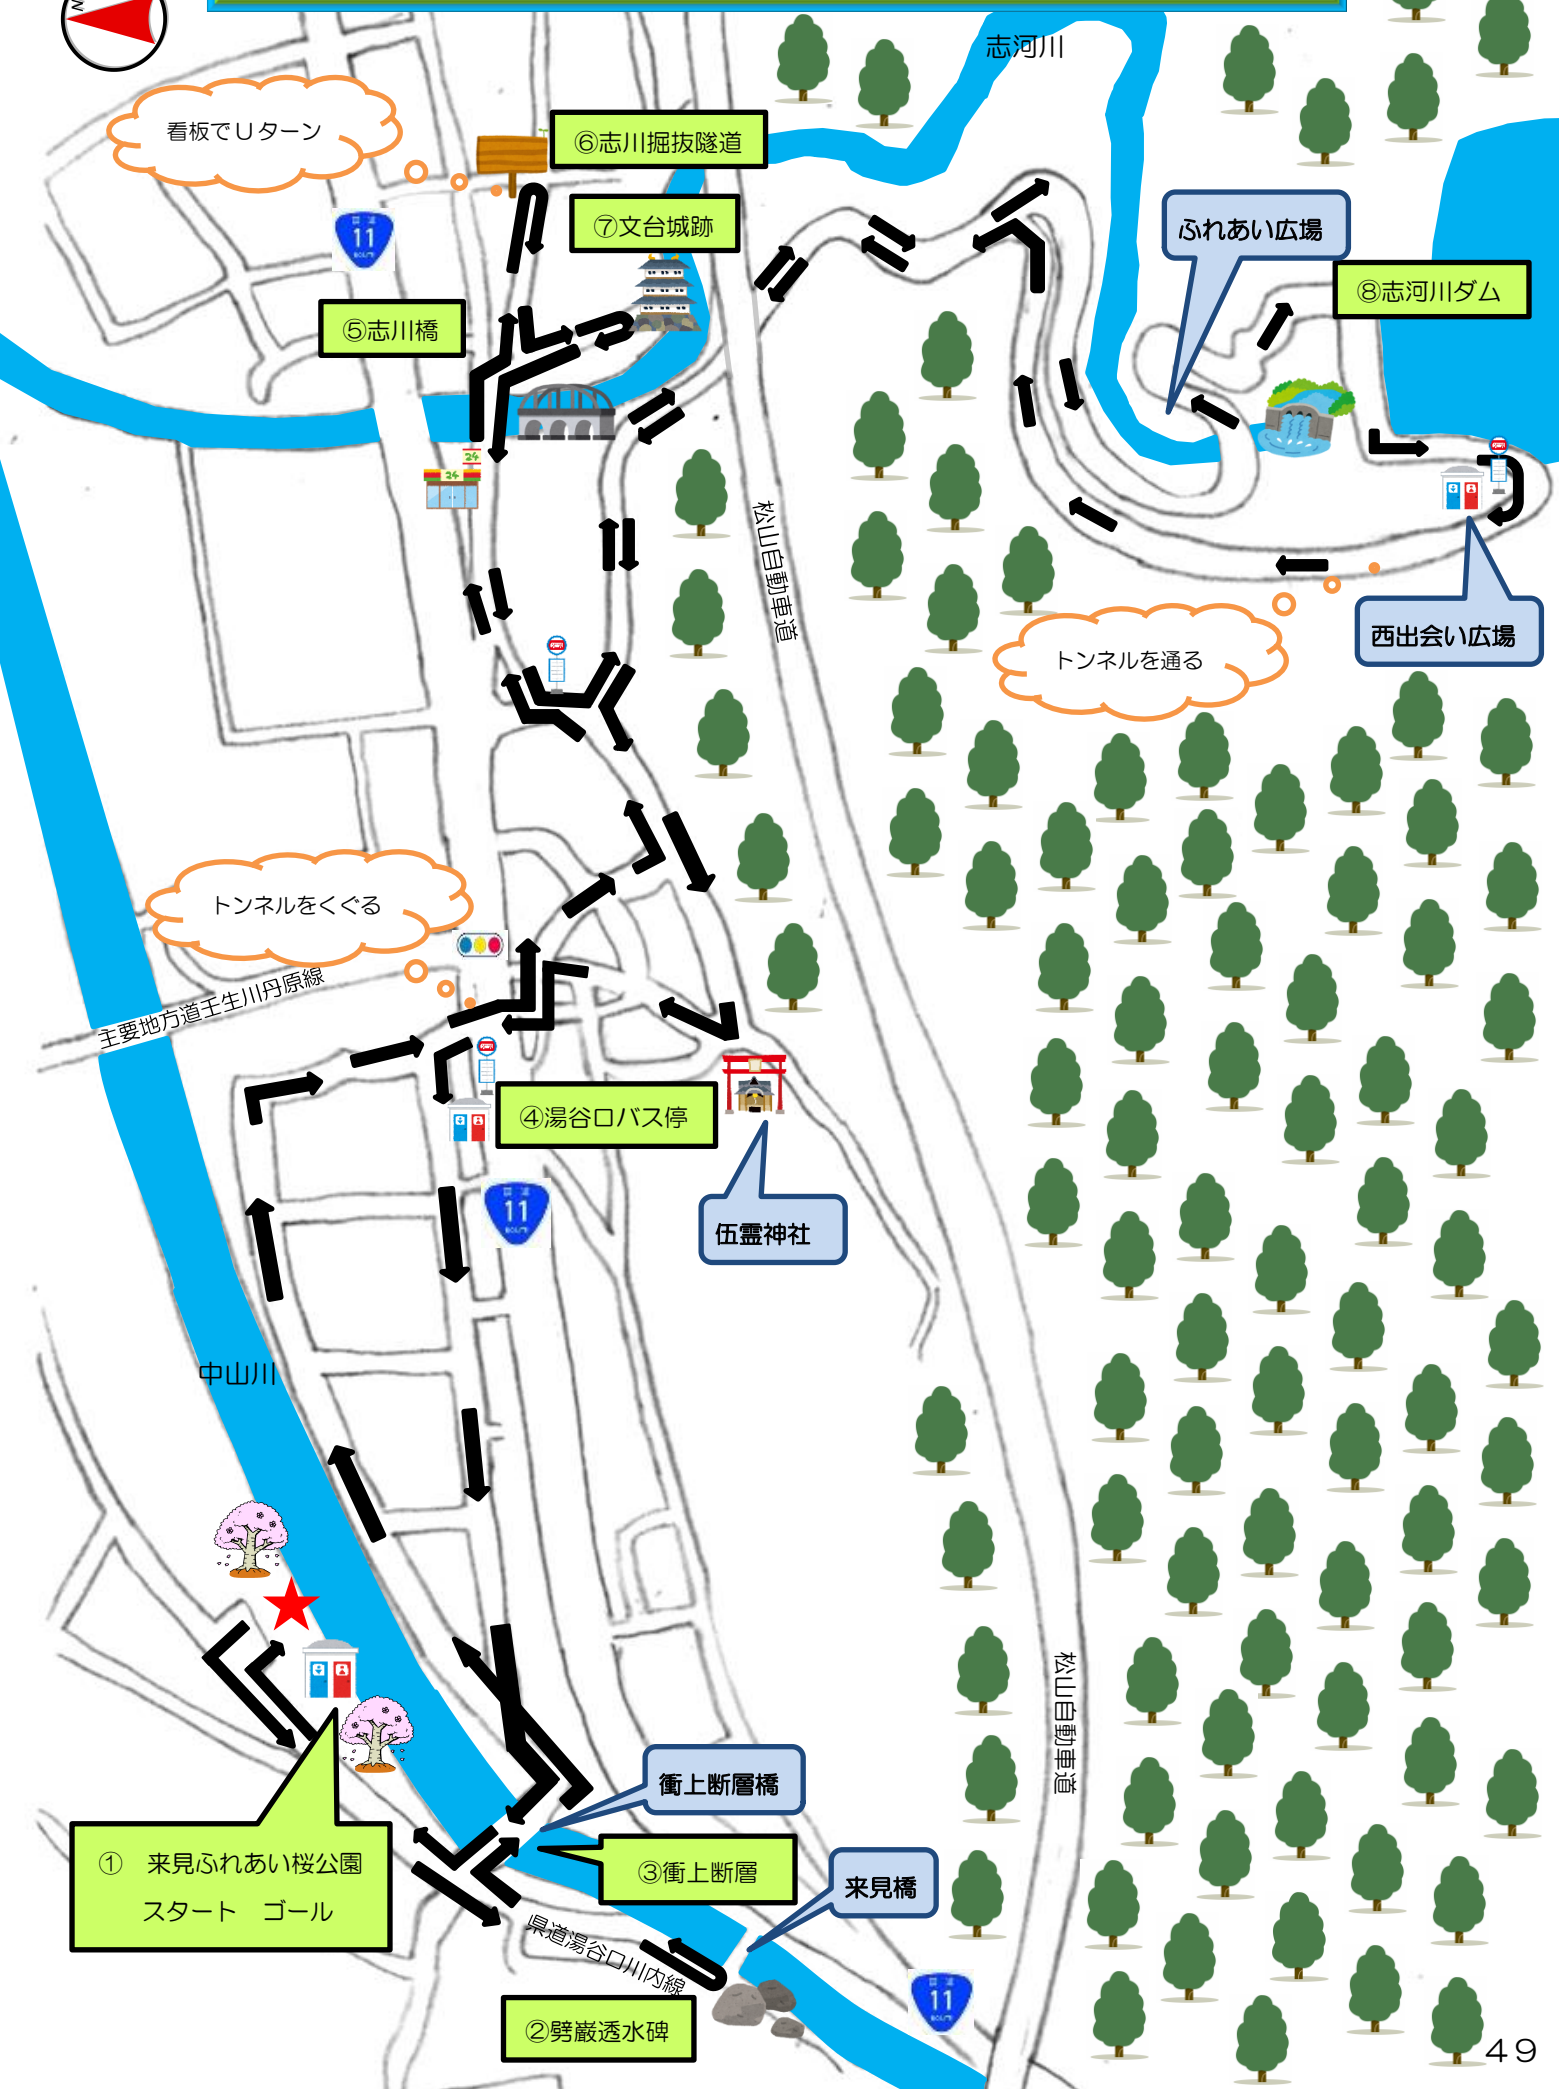 志河川
看板でUターン
⑥志川掘抜隧道
11
⑦文台城跡
ふれあい広場
⑧志河川ダム
⑤志川橋
24
24
松山自動車道
西出会い広場
トンネルを通る
トンネルをくぐる
主要地方道壬生川丹原線
④湯谷口バス停
11
伍霊神社
中山川
松山自動車道
衝上断層橋
① 来見ふれあい桜公園
スタート ゴール
③衝上断層
来見橋
県道湯谷口川内線
11
②劈巌透水碑
49